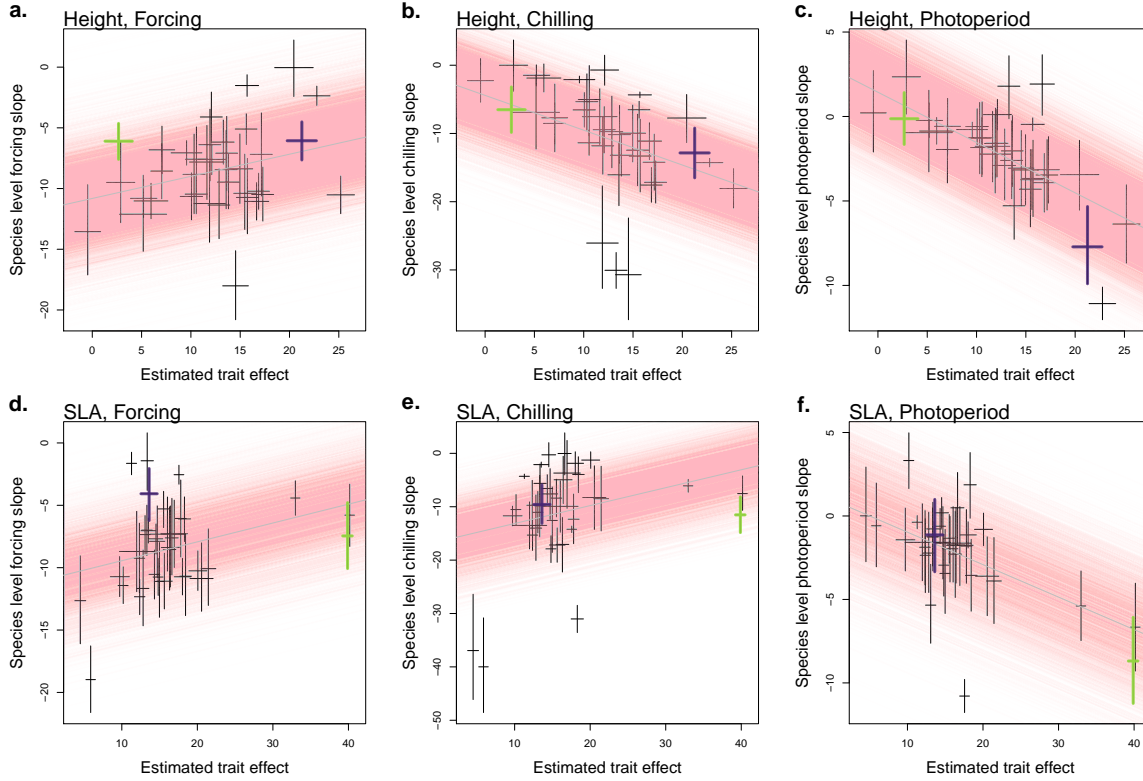 a.
Height, Forcing
Species level forcing slope
0
−5
−10
−15
−20
0 5 10 15 20 25
Estimated trait effect
b.
Height, Chilling
Species level chilling slope
0
−10
−20
−30
0 5 10 15 20 25
Estimated trait effect
c.
Height, Photoperiod
Species level photoperiod slope
5
0
−5
−10
0 5 10 15 20 25
Estimated trait effect
d.
SLA, Forcing
Species level forcing slope
0
−5
−10
−15
−20
10 20 30 40
Estimated trait effect
e.
SLA, Chilling
Species level chilling slope
0
−10
−20
−30
−40
−50
10 20 30 40
Estimated trait effect
f.
SLA, Photoperiod
Species level photoperiod slope
5
0
−5
−10
10 20 30 40
Estimated trait effect